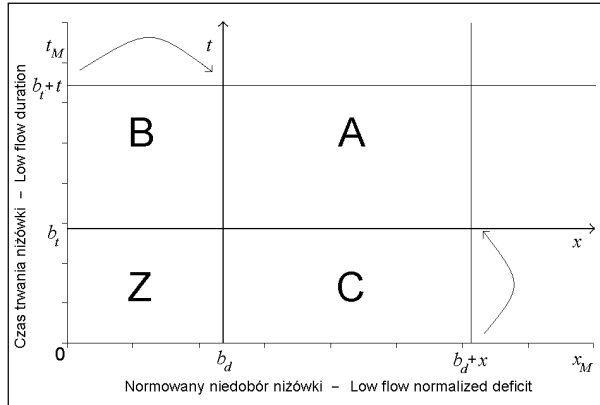 t_M
t
b_t+t
B
A
Czas trwania niżówki – Low flow duration
b_t
x
Z
C
0
b_d
b_d+x
x_M
Normowany niedobór niżówki – Low flow normalized deficit